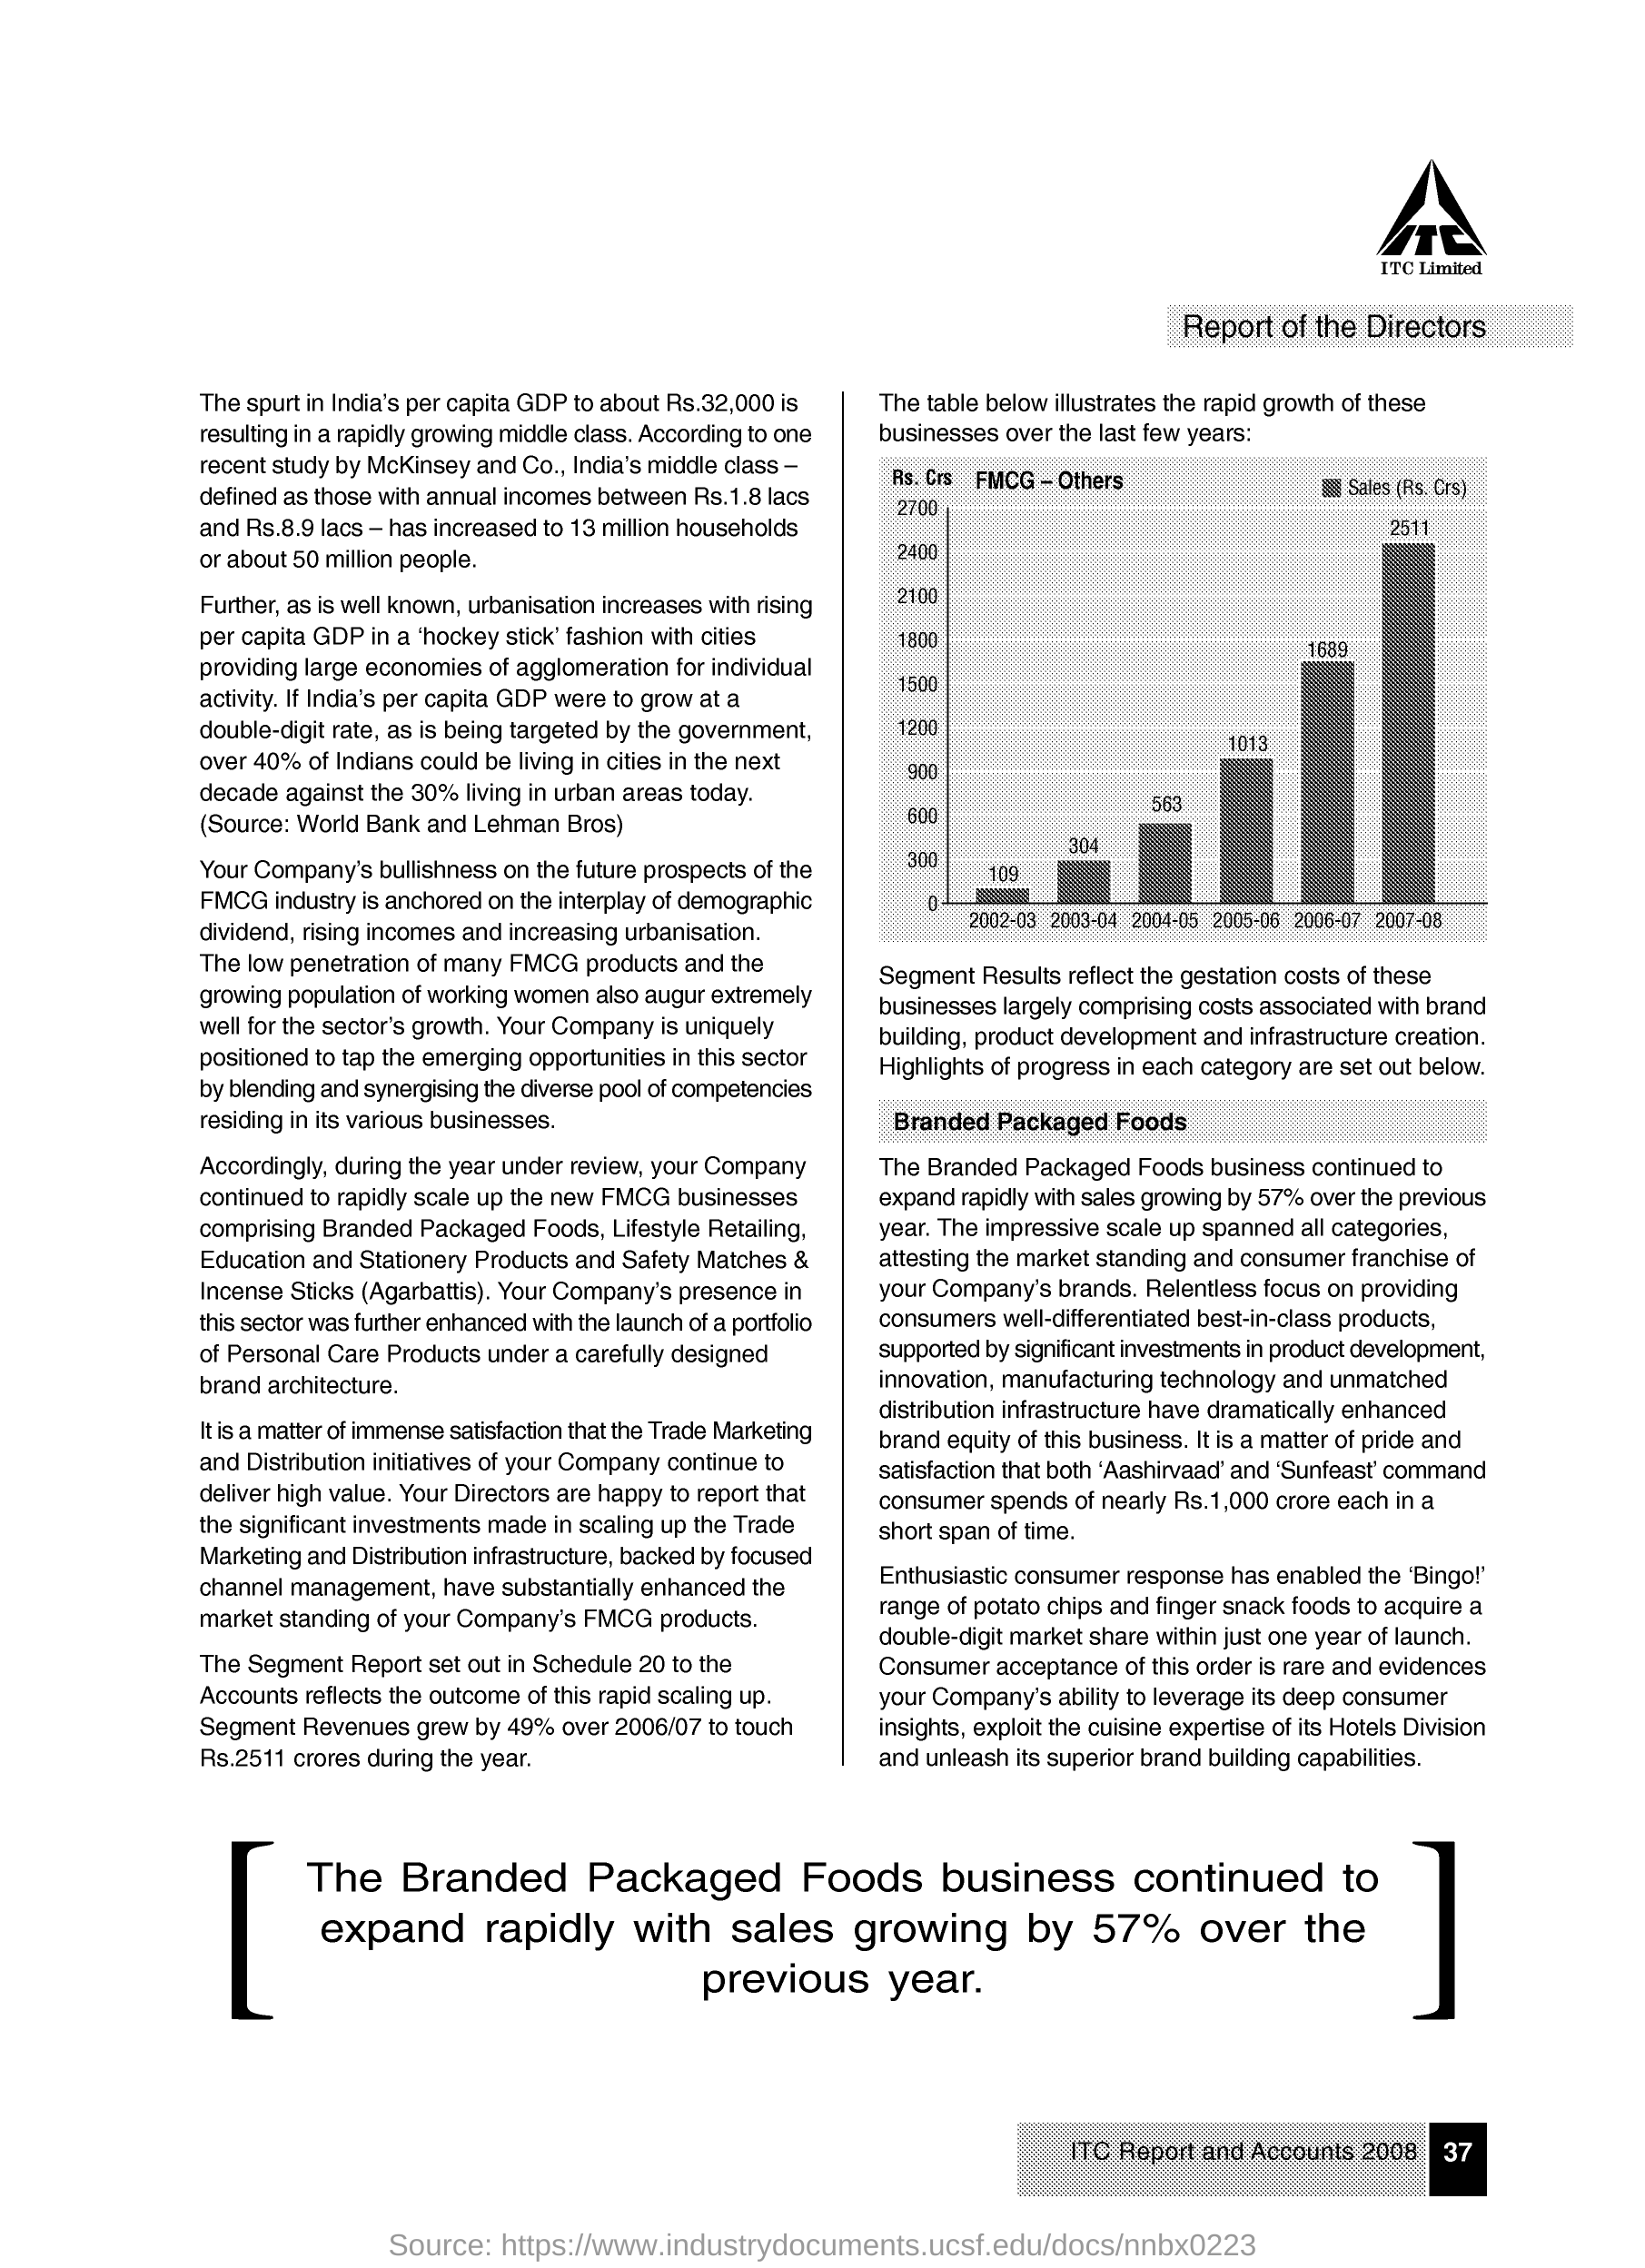 ITC
ITC Limited
Report of the Directors
The spurt in India's per capita GDP to about Rs.32,000 is
resulting in a rapidly growing middle class. According to one
recent study by McKinsey and Co., India's middle class –
defined as those with annual incomes between Rs.1.8 lacs
and Rs.8.9 lacs – has increased to 13 million households
or about 50 million people.
Further, as is well known, urbanisation increases with rising
per capita GDP in a 'hockey stick' fashion with cities
providing large economies of agglomeration for individual
activity. If India's per capita GDP were to grow at a
double-digit rate, as is being targeted by the government,
over 40% of Indians could be living in cities in the next
decade against the 30% living in urban areas today.
(Source: World Bank and Lehman Bros)
Your Company's bullishness on the future prospects of the
FMCG industry is anchored on the interplay of demographic
dividend, rising incomes and increasing urbanisation.
The low penetration of many FMCG products and the
growing population of working women also augur extremely
well for the sector's growth. Your Company is uniquely
positioned to tap the emerging opportunities in this sector
by blending and synergising the diverse pool of competencies
residing in its various businesses.
Accordingly, during the year under review, your Company
continued to rapidly scale up the new FMCG businesses
comprising Branded Packaged Foods, Lifestyle Retailing,
Education and Stationery Products and Safety Matches &
Incense Sticks (Agarbattis). Your Company's presence in
this sector was further enhanced with the launch of a portfolio
of Personal Care Products under a carefully designed
brand architecture.
It is a matter of immense satisfaction that the Trade Marketing
and Distribution initiatives of your Company continue to
deliver high value. Your Directors are happy to report that
the significant investments made in scaling up the Trade
Marketing and Distribution infrastructure, backed by focused
channel management, have substantially enhanced the
market standing of your Company's FMCG products.
The Segment Report set out in Schedule 20 to the
Accounts reflects the outcome of this rapid scaling up.
Segment Revenues grew by 49% over 2006/07 to touch
Rs.2511 crores during the year.
The table below illustrates the rapid growth of these
businesses over the last few years:
Rs. Crs FMCG – Others
Sales (Rs. Crs)
2700
2400
2100
1800
1500
1200
900
600
300
0
109
304
563
1013
1689
2511
2002-03 2003-04 2004-05 2005-06 2006-07 2007-08
Segment Results reflect the gestation costs of these
businesses largely comprising costs associated with brand
building, product development and infrastructure creation.
Highlights of progress in each category are set out below.
Branded Packaged Foods
The Branded Packaged Foods business continued to
expand rapidly with sales growing by 57% over the previous
year. The impressive scale up spanned all categories,
attesting the market standing and consumer franchise of
your Company's brands. Relentless focus on providing
consumers well-differentiated best-in-class products,
supported by significant investments in product development,
innovation, manufacturing technology and unmatched
distribution infrastructure have dramatically enhanced
brand equity of this business. It is a matter of pride and
satisfaction that both 'Aashirvaad' and 'Sunfeast' command
consumer spends of nearly Rs.1,000 crore each in a
short span of time.
Enthusiastic consumer response has enabled the 'Bingo!'
range of potato chips and finger snack foods to acquire a
double-digit market share within just one year of launch.
Consumer acceptance of this order is rare and evidences
your Company's ability to leverage its deep consumer
insights, exploit the cuisine expertise of its Hotels Division
and unleash its superior brand building capabilities.
The Branded Packaged Foods business continued to
expand rapidly with sales growing by 57% over the
previous year.
ITC Report and Accounts 2008 37
Source: https://www.industrydocuments.ucsf.edu/docs/nnbx0223